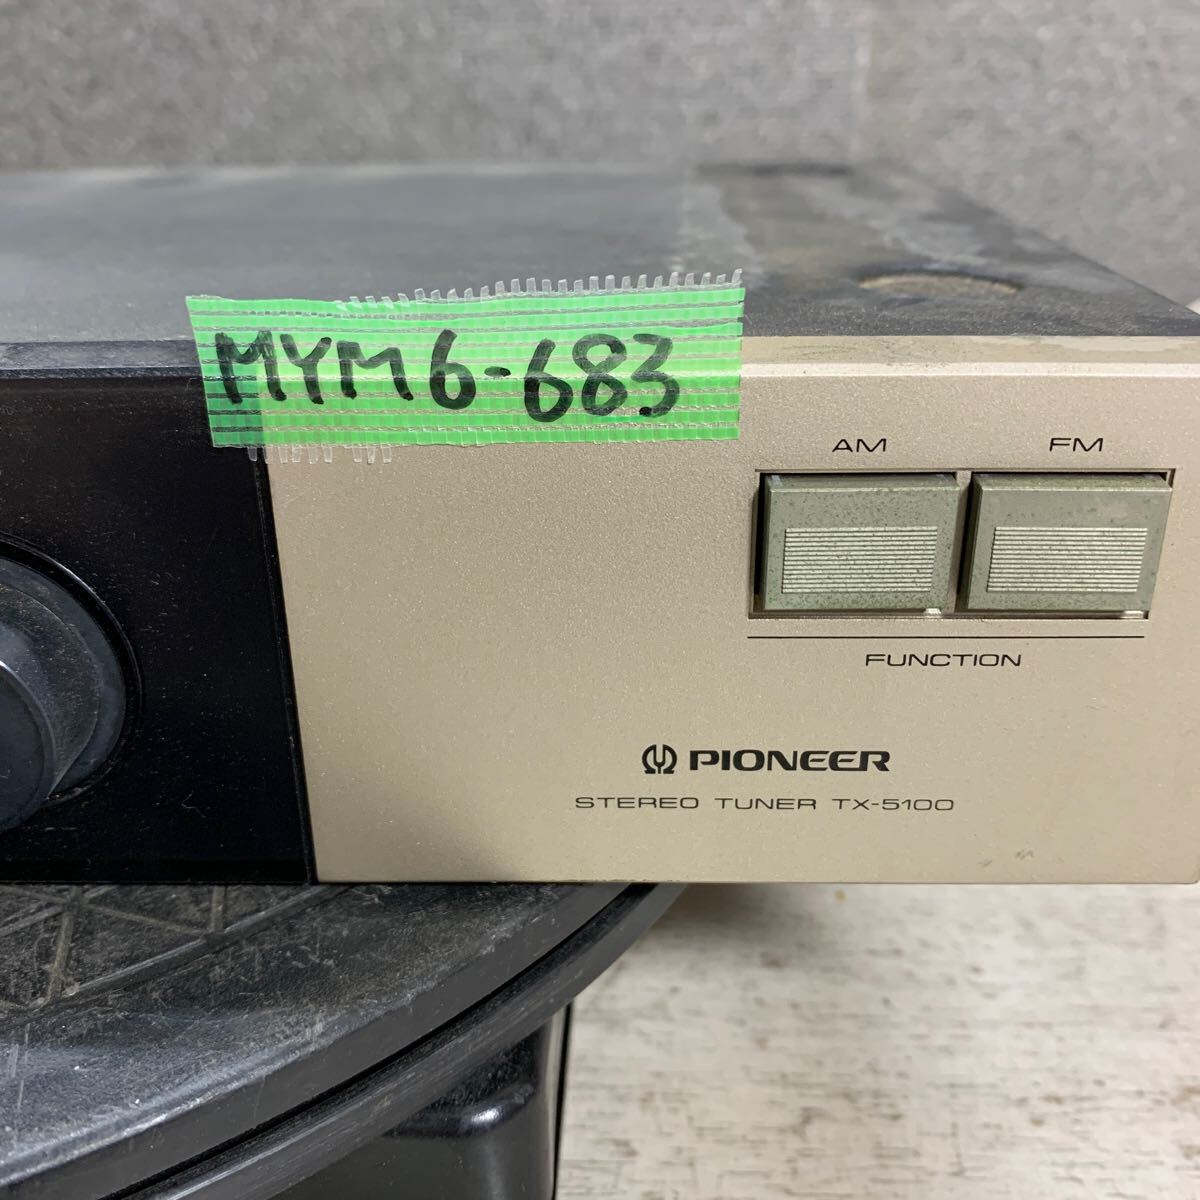 MYM6-683
AM FM
FUNCTION
PIONEER
STEREO TUNER TX-5100